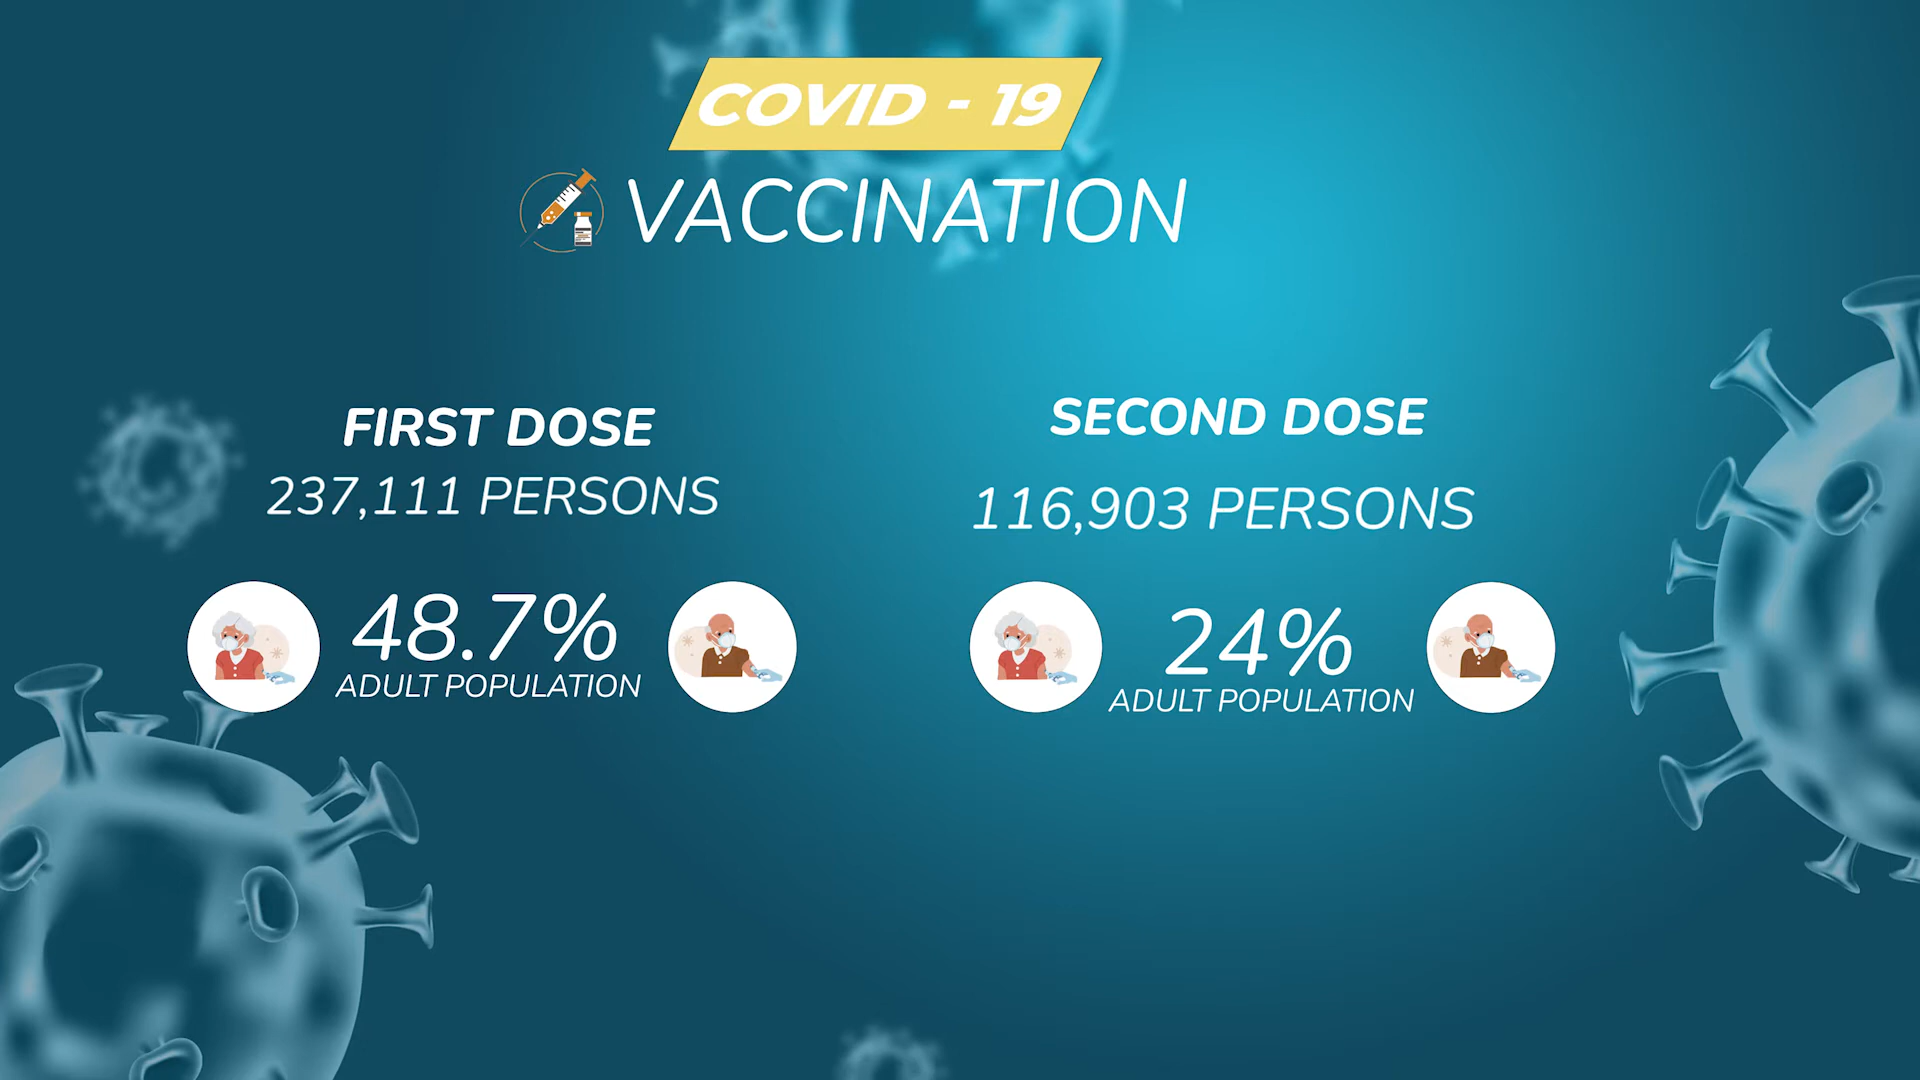 COVID - 19
VACCINATION
FIRST DOSE
237,111 PERSONS
48.7%
ADULT POPULATION
SECOND DOSE
116,903 PERSONS
24%
ADULT POPULATION